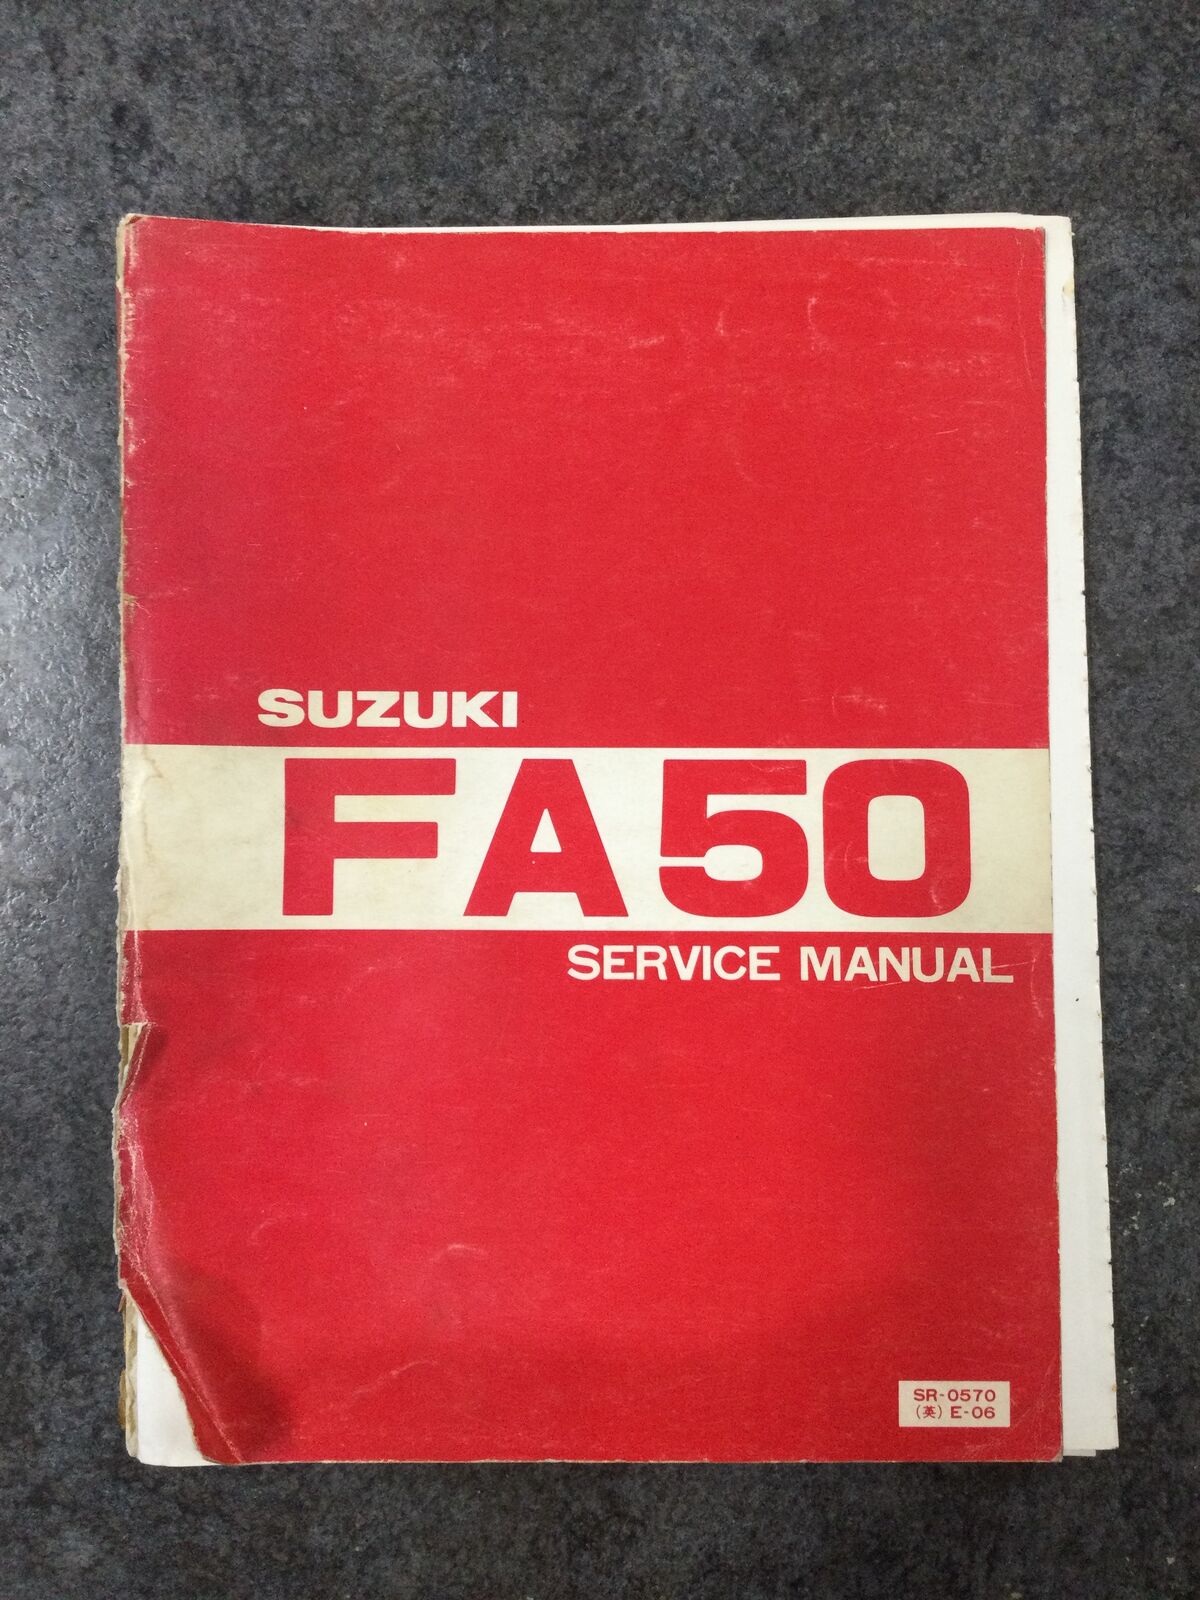 SUZUKI
FA50
SERVICE MANUAL
SR-0570
(英) E-06